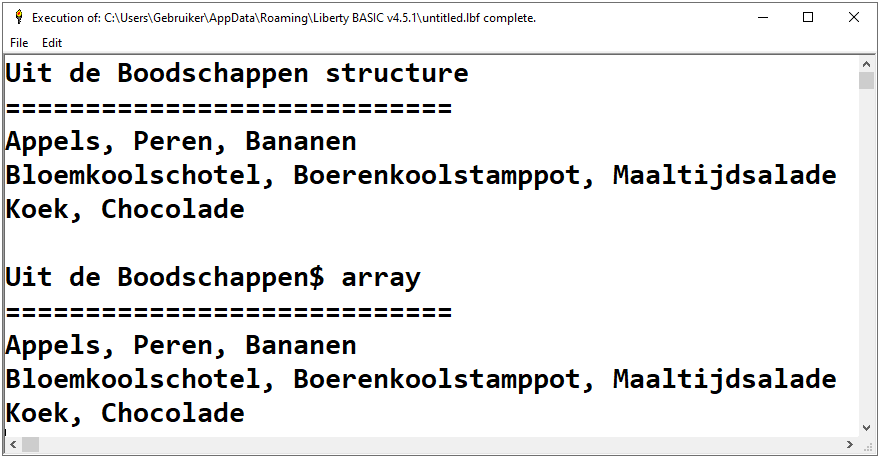 Execution of: C:\Users\Gebruiker\AppData\Roaming\Liberty BASIC v4.5.1\untitled.lbf complete.
File Edit
Uit de Boodschappen structure
============================
Appels, Peren, Bananen
Bloemkoolschotel, Boerenkoolstamppot, Maaltijdsalade
Koek, Chocolade

Uit de Boodschappen$ array
============================
Appels, Peren, Bananen
Bloemkoolschotel, Boerenkoolstamppot, Maaltijdsalade
Koek, Chocolade